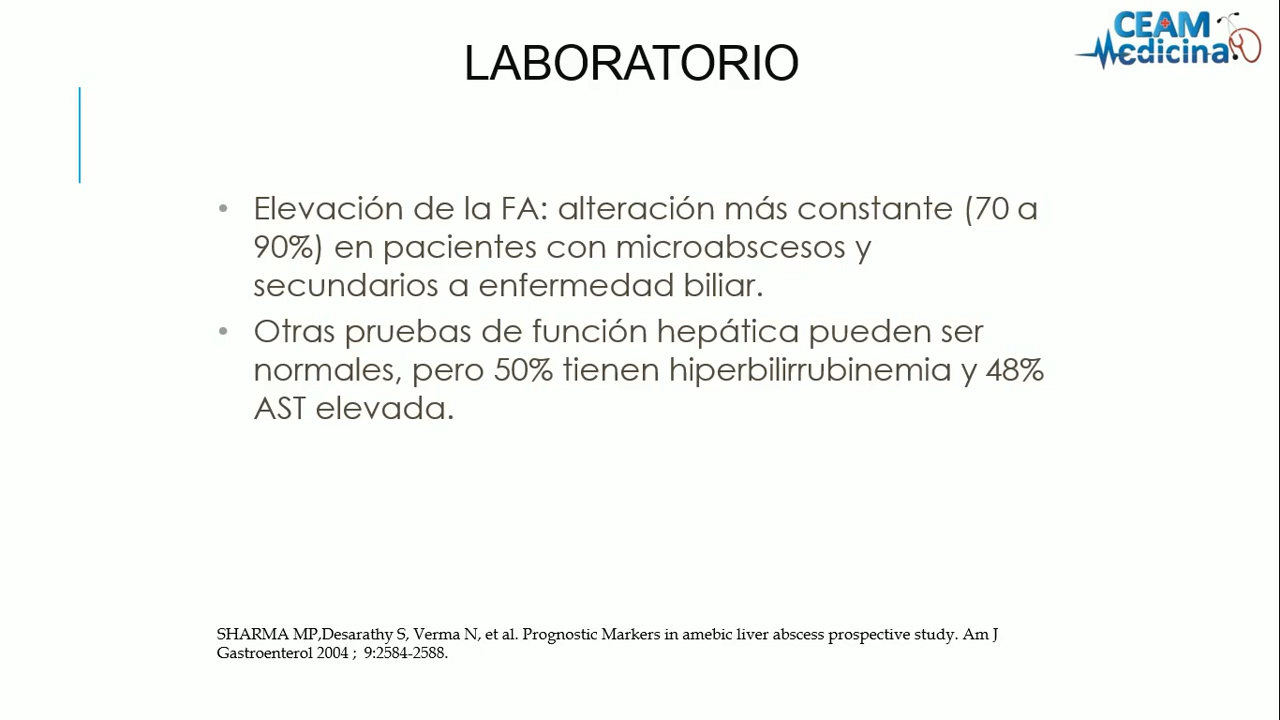 CEAM
Medicina
LABORATORIO
• Elevación de la FA: alteración más constante (70 a
90%) en pacientes con microabscesos y
secundarios a enfermedad biliar.
• Otras pruebas de función hepática pueden ser
normales, pero 50% tienen hiperbilirrubinemia y 48%
AST elevada.
SHARMA MP,Desarathy S, Verma N, et al. Prognostic Markers in amebic liver abscess prospective study. Am J
Gastroenterol 2004 ; 9:2584-2588.